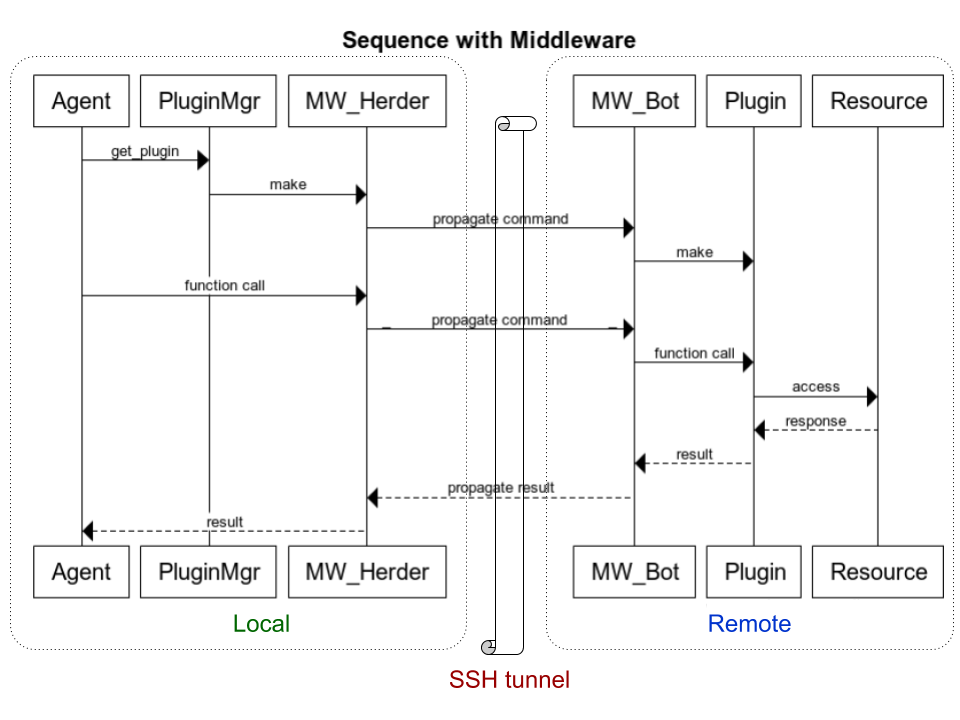 Sequence with Middleware
Agent PluginMgr MW_Herder MW_Bot Plugin Resource
get_plugin
make
propagate command
make
function call
propagate command
function call
access
response
result
propagate result
result
Agent PluginMgr MW_Herder MW_Bot Plugin Resource
Local Remote
SSH tunnel